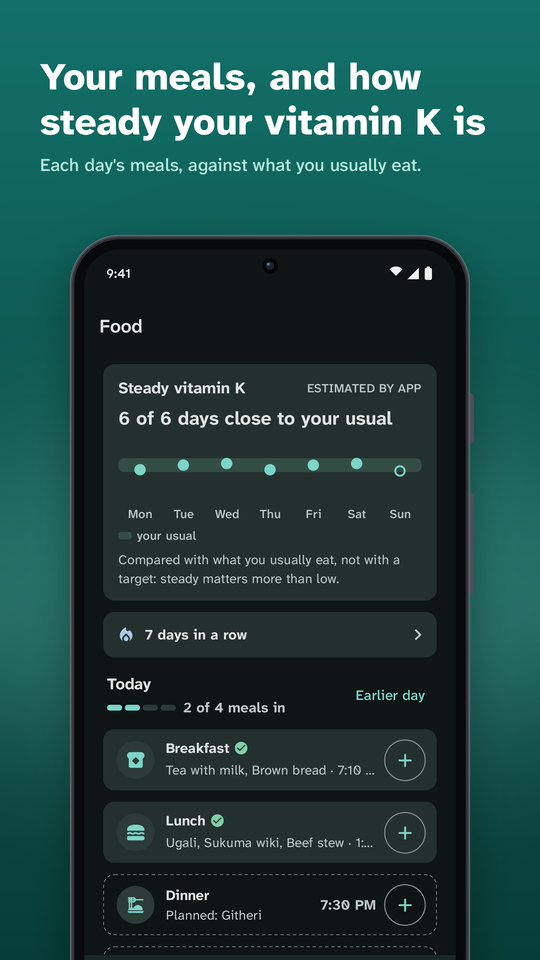 Your meals, and how
steady your vitamin K is
Each day's meals, against what you usually eat.
9:41
Food
Steady vitamin K
ESTIMATED BY APP
6 of 6 days close to your usual
Mon Tue Wed Thu Fri Sat Sun
your usual
Compared with what you usually eat, not with a
target: steady matters more than low.
7 days in a row
Today
2 of 4 meals in
Earlier day
Breakfast
Tea with milk, Brown bread · 7:10 ...
Lunch
Ugali, Sukuma wiki, Beef stew · 1:...
Dinner
Planned: Githeri
7:30 PM